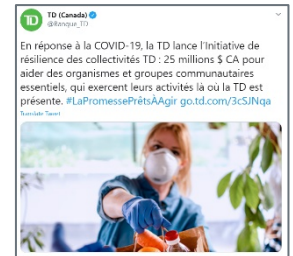 TD
TD (Canada)
@Banque_TD
En réponse à la COVID-19, la TD lance l'Initiative de
résilience des collectivités TD : 25 millions $ CA pour
aider des organismes et groupes communautaires
essentiels, qui exercent leurs activités là où la TD est
présente. #LaPromessePrêtsÀAgir go.td.com/3cSJNqa
Translate Tweet